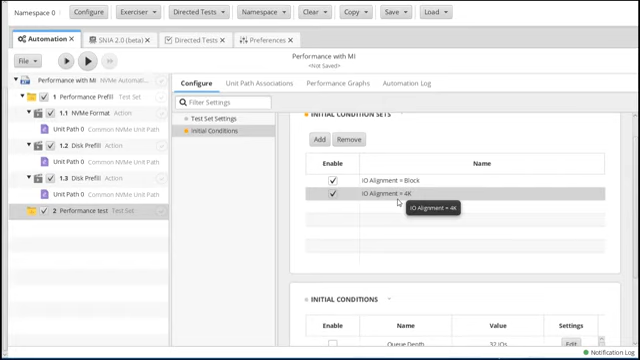 Namespace 0 Configure Exerciser Directed Tests Namespace Clear Copy Save Load
Automation SNIA 2.0 (beta) Directed Tests Preferences
File Performance with MI
<Not Saved>
Performance with MI NVMe Automati...
Configure Unit Path Associations Performance Graphs Automation Log
1 Performance Prefill Test Set
Filter Settings
1.1 NVMe Format Action
Test Set Settings
INITIAL CONDITION SETS
Unit Path 0 Common NVMe Unit Path
Initial Conditions
Add Remove
1.2 Disk Prefill Action
Unit Path 0 Common NVMe Unit Path
Enable Name
1.3 Disk Prefill Action
IO Alignment = Block
Unit Path 0 Common NVMe Unit Path
IO Alignment = 4K
2 Performance test Test Set
IO Alignment = 4K
INITIAL CONDITIONS
Enable Name Value Settings
Queue Depth 32 IOs Edit
Notification Log